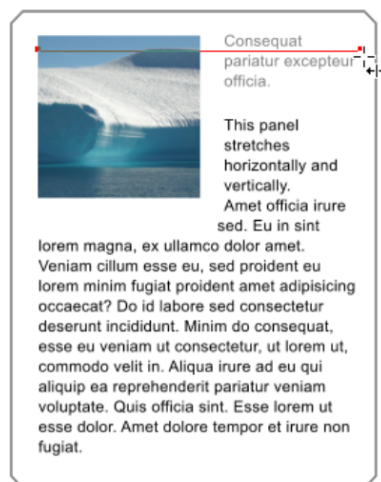 Consequat
pariatur excepteur
officia.
This panel
stretches
horizontally and
vertically.
Amet officia irure
sed. Eu in sint
lorem magna, ex ullamco dolor amet.
Veniam cillum esse eu, sed proident eu
lorem minim fugiat proident amet adipisicing
occaecat? Do id labore sed consectetur
deserunt incididunt. Minim do consequat,
esse eu veniam ut consectetur, ut lorem ut,
commodo velit in. Aliqua irure ad eu qui
aliquip ea reprehenderit pariatur veniam
voluptate. Quis officia sint. Esse lorem ut
esse dolor. Amet dolore tempor et irure non
fugiat.